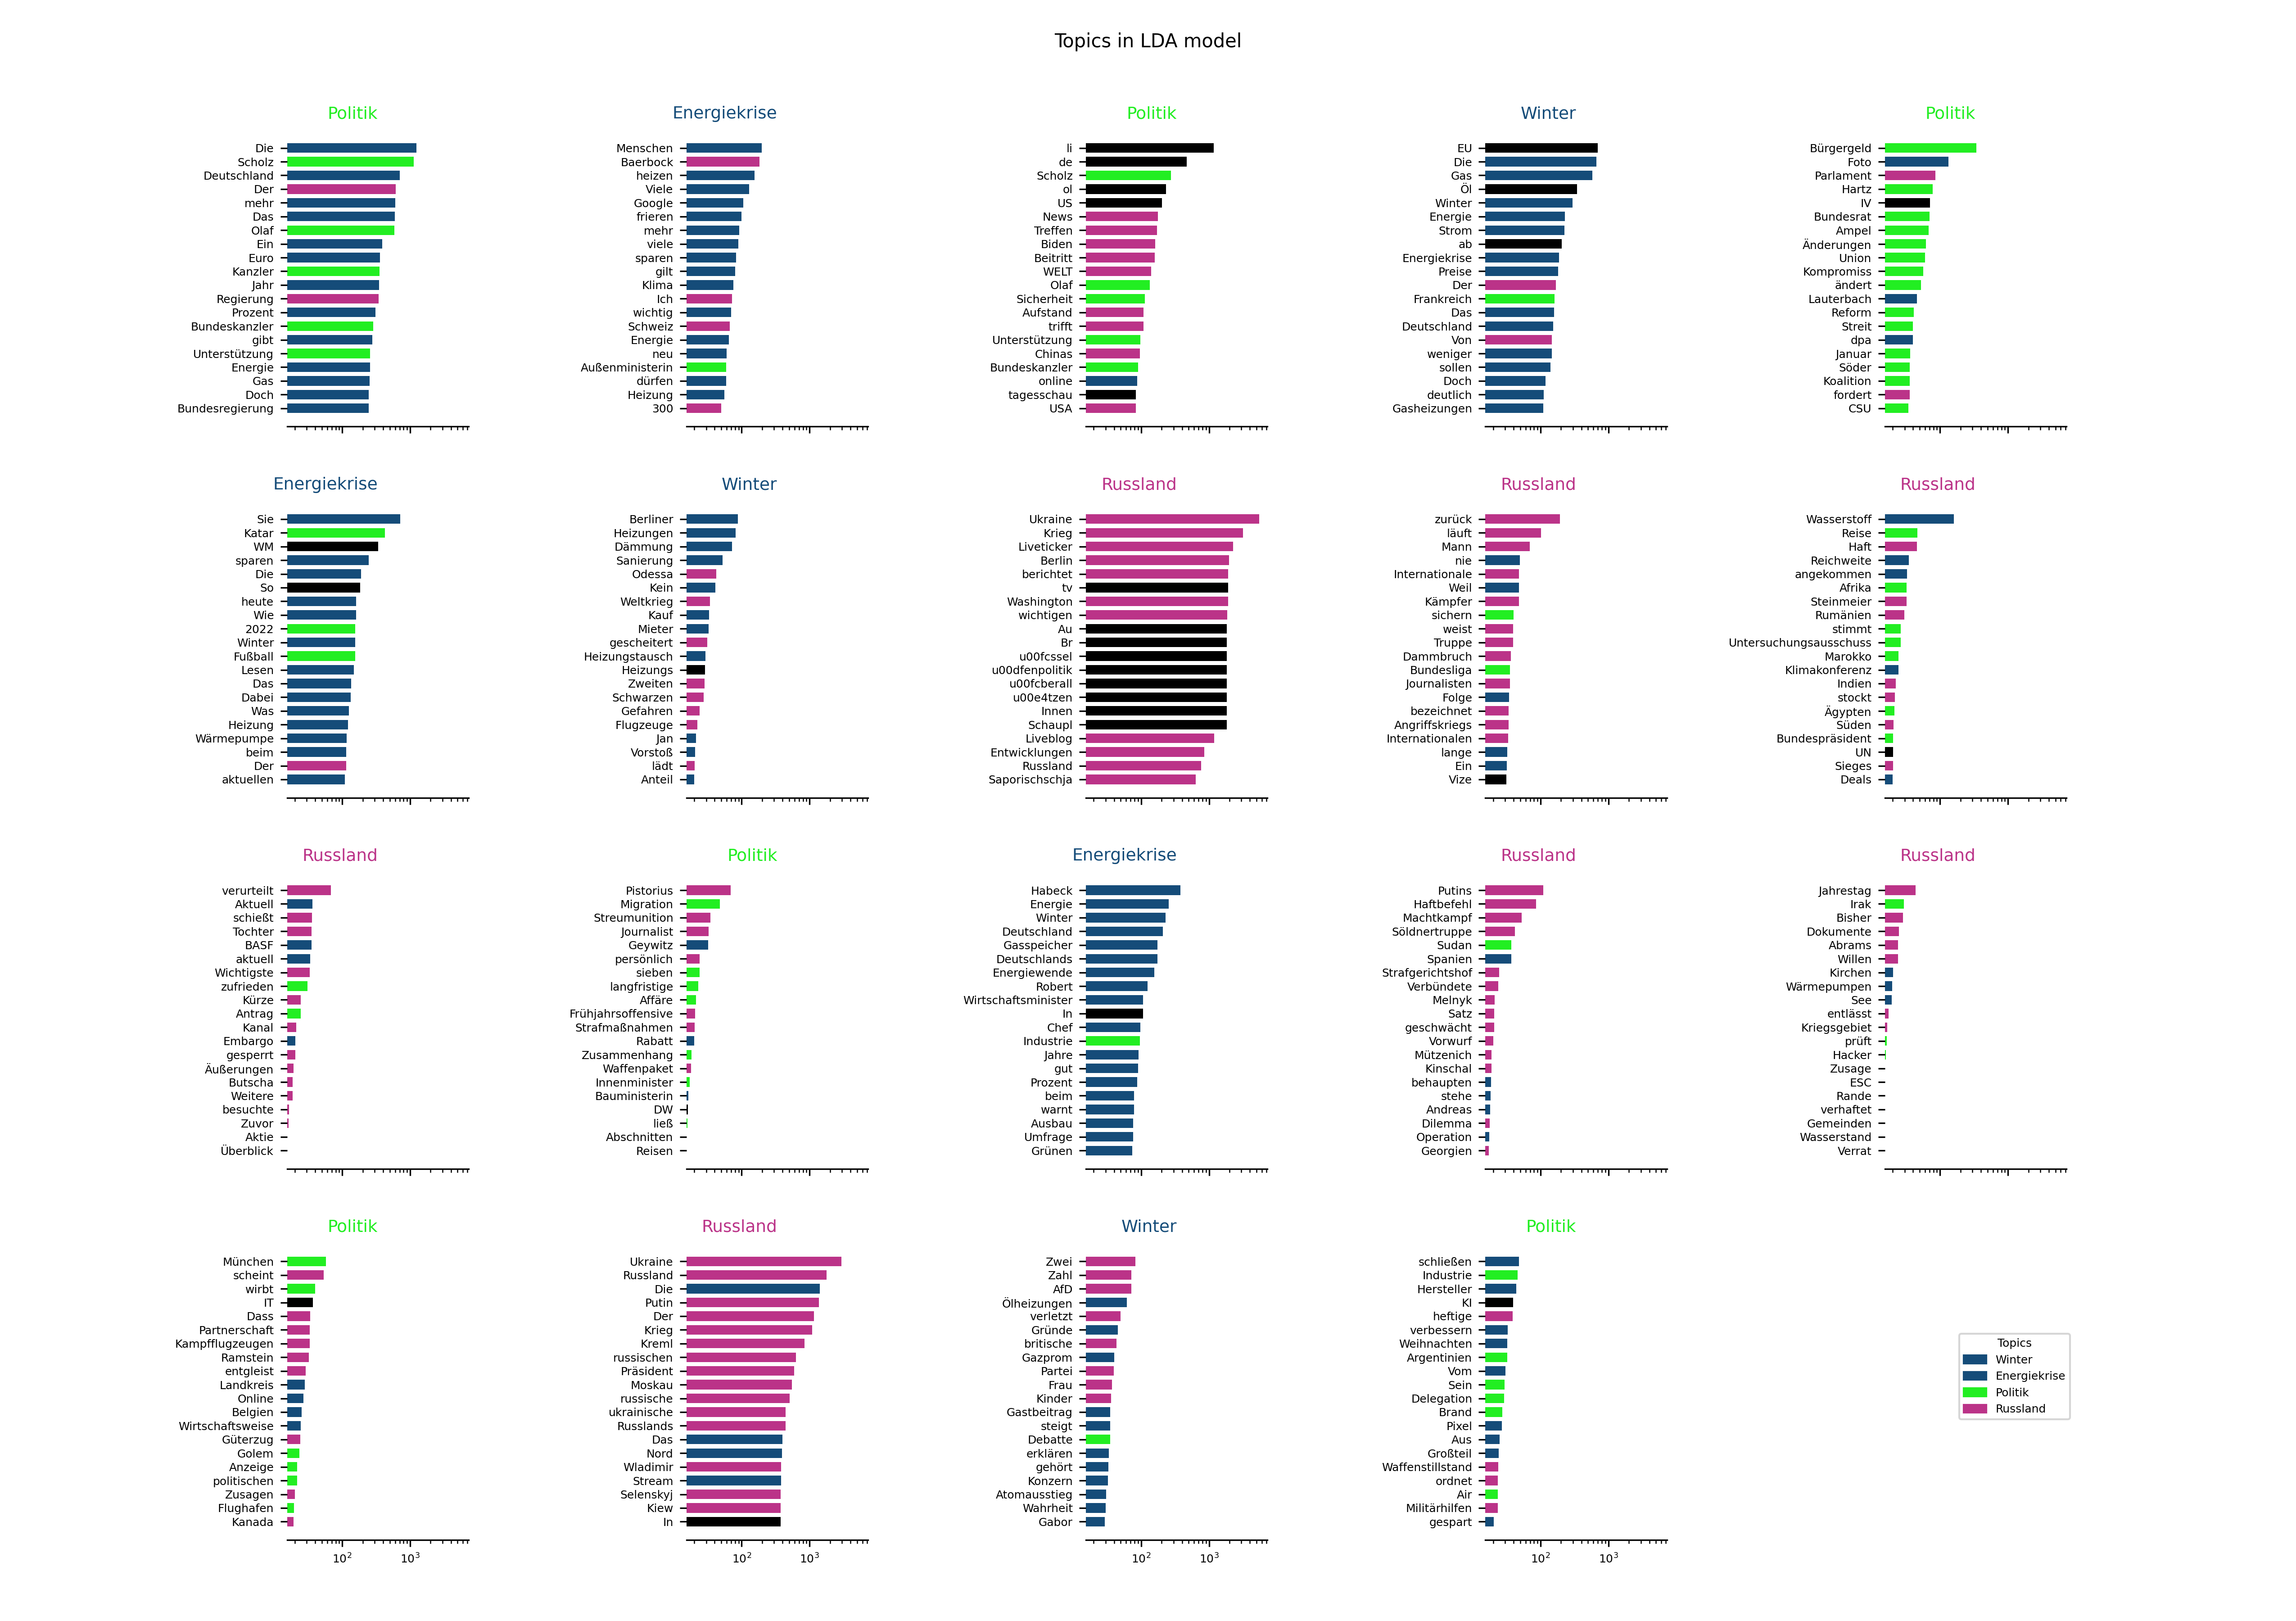 Topics in LDA model
Politik
Die
Scholz
Deutschland
Der
mehr
Das
Olaf
Ein
Euro
Kanzler
Jahr
Regierung
Prozent
Bundeskanzler
gibt
Unterstützung
Energie
Gas
Doch
Bundesregierung
Energiekrise
Menschen
Baerbock
heizen
Viele
Google
frieren
mehr
viele
sparen
gilt
Klima
Ich
wichtig
Schweiz
Energie
neu
Außenministerin
dürfen
Heizung
300
Politik
li
de
Scholz
ol
US
News
Treffen
Biden
Beitritt
WELT
Olaf
Sicherheit
Aufstand
trifft
Unterstützung
Chinas
Bundeskanzler
online
tagesschau
USA
Winter
EU
Die
Gas
Öl
Winter
Energie
Strom
ab
Energiekrise
Preise
Der
Frankreich
Das
Deutschland
Von
weniger
sollen
Doch
deutlich
Gasheizungen
Politik
Bürgergeld
Foto
Parlament
Hartz
IV
Bundesrat
Ampel
Änderungen
Union
Kompromiss
ändert
Lauterbach
Reform
Streit
dpa
Januar
Söder
Koalition
fordert
CSU
Energiekrise
Sie
Katar
WM
sparen
Die
So
heute
Wie
2022
Winter
Fußball
Lesen
Das
Dabei
Was
Heizung
Wärmepumpe
beim
Der
aktuellen
Winter
Berliner
Heizungen
Dämmung
Sanierung
Odessa
Kein
Weltkrieg
Kauf
Mieter
gescheitert
Heizungstausch
Heizungs
Zweiten
Schwarzen
Gefahren
Flugzeuge
Jan
Vorstoß
lädt
Anteil
Russland
Ukraine
Krieg
Liveticker
Berlin
berichtet
tv
Washington
wichtigen
Au
Br
u00fcssel
u00dfenpolitik
u00fcberall
u00e4tzen
Innen
Schaupl
Liveblog
Entwicklungen
Russland
Saporischschja
Russland
zurück
läuft
Mann
nie
Internationale
Weil
Kämpfer
sichern
weist
Truppe
Dammbruch
Bundesliga
Journalisten
Folge
bezeichnet
Angriffskriegs
Internationalen
lange
Ein
Vize
Russland
Wasserstoff
Reise
Haft
Reichweite
angekommen
Afrika
Steinmeier
Rumänien
stimmt
Untersuchungsausschuss
Marokko
Klimakonferenz
Indien
stockt
Ägypten
Süden
Bundespräsident
UN
Sieges
Deals
Russland
verurteilt
Aktuell
schießt
Tochter
BASF
aktuell
Wichtigste
zufrieden
Kürze
Antrag
Kanal
Embargo
gesperrt
Äußerungen
Butscha
Weitere
besuchte
Zuvor
Aktie
Überblick
Politik
Pistorius
Migration
Streumunition
Journalist
Geywitz
persönlich
sieben
langfristige
Affäre
Frühjahrsoffensive
Strafmaßnahmen
Rabatt
Zusammenhang
Waffenpaket
Innenminister
Bauministerin
DW
ließ
Abschnitten
Reisen
Energiekrise
Habeck
Energie
Winter
Deutschland
Gasspeicher
Deutschlands
Energiewende
Robert
Wirtschaftsminister
In
Chef
Industrie
Jahre
gut
Prozent
beim
warnt
Ausbau
Umfrage
Grünen
Russland
Putins
Haftbefehl
Machtkampf
Söldnertruppe
Sudan
Spanien
Strafgerichtshof
Verbündete
Melnyk
Satz
geschwächt
Vorwurf
Mützenich
Kinschal
behaupten
stehe
Andreas
Dilemma
Operation
Georgien
Russland
Jahrestag
Irak
Bisher
Dokumente
Abrams
Willen
Kirchen
Wärmepumpen
See
entlässt
Kriegsgebiet
prüft
Hacker
Zusage
ESC
Rande
verhaftet
Gemeinden
Wasserstand
Verrat
Politik
München
scheint
wirbt
IT
Dass
Partnerschaft
Kampfflugzeugen
Ramstein
entgleist
Landkreis
Online
Belgien
Wirtschaftsweise
Güterzug
Golem
Anzeige
politischen
Zusagen
Flughafen
Kanada
10² 10³
Russland
Ukraine
Russland
Die
Putin
Der
Krieg
Kreml
russischen
Präsident
Moskau
russische
ukrainische
Russlands
Das
Nord
Wladimir
Stream
Selenskyj
Kiew
In
10² 10³
Winter
Zwei
Zahl
AfD
Ölheizungen
verletzt
Gründe
britische
Gazprom
Partei
Frau
Kinder
Gastbeitrag
steigt
Debatte
erklären
gehört
Konzern
Atomausstieg
Wahrheit
Gabor
10² 10³
Politik
schließen
Industrie
Hersteller
KI
heftige
verbessern
Weihnachten
Argentinien
Vom
Sein
Delegation
Brand
Pixel
Aus
Großteil
Waffenstillstand
ordnet
Air
Militärhilfen
gespart
10² 10³
Topics
Winter
Energiekrise
Politik
Russland